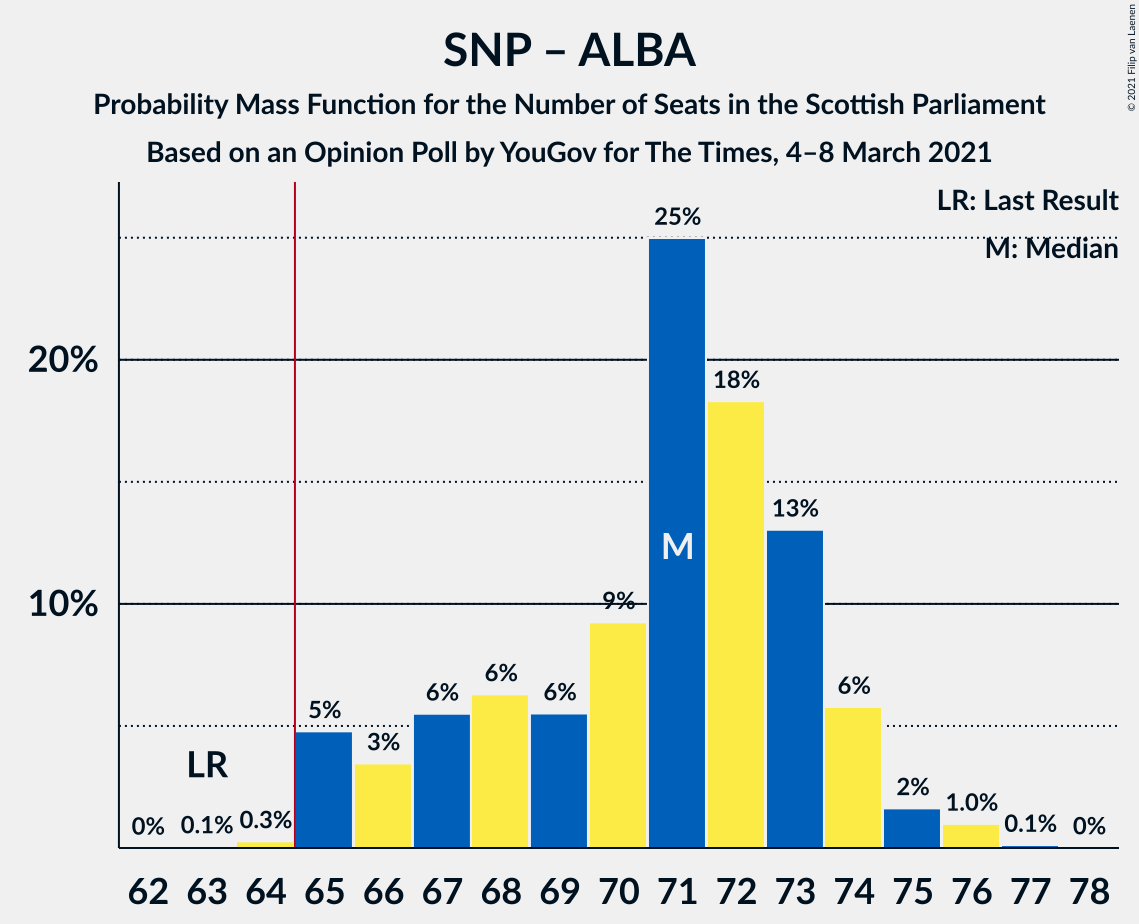 SNP – ALBA
Probability Mass Function for the Number of Seats in the Scottish Parliament
Based on an Opinion Poll by YouGov for The Times, 4–8 March 2021
© 2021 Filip van Laenen
LR: Last Result
M: Median
25%
20%
18%
13%
M
10%
9%
6%
6%
6%
6%
5%
3%
LR
2%
1.0%
0%
0.1%
0.3%
0.1%
0%
62 63 64 65 66 67 68 69 70 71 72 73 74 75 76 77 78